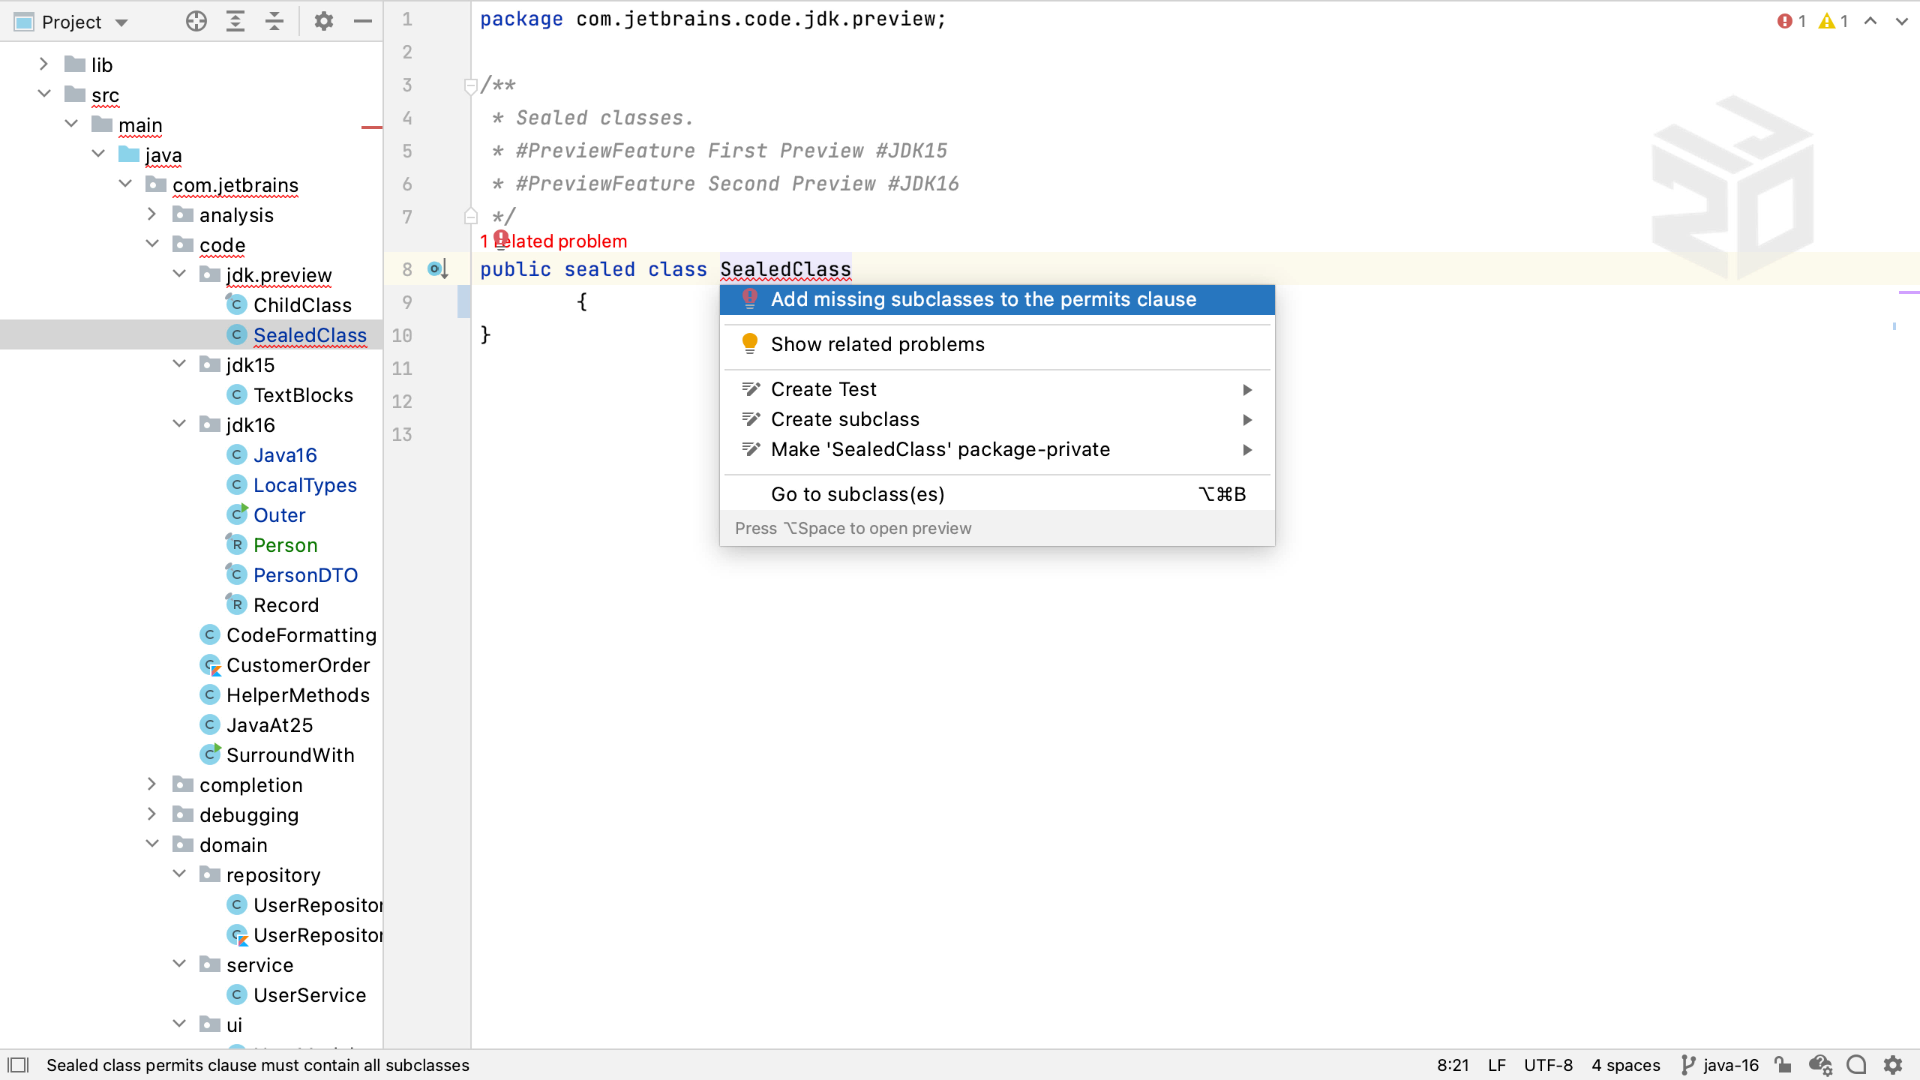 Project
lib
src
main
java
com.jetbrains
analysis
code
jdk.preview
ChildClass
SealedClass
jdk15
TextBlocks
jdk16
Java16
LocalTypes
Outer
Person
PersonDTO
Record
CodeFormatting
CustomerOrder
HelperMethods
JavaAt25
SurroundWith
completion
debugging
domain
repository
UserRepositor
UserRepositor
service
UserService
ui
1 package com.jetbrains.code.jdk.preview;
2
3 /**
4 * Sealed classes.
5 * #PreviewFeature First Preview #JDK15
6 * #PreviewFeature Second Preview #JDK16
7 */
1 related problem
8 public sealed class SealedClass
9 {
10 }
11
12
13
1 1
Add missing subclasses to the permits clause
Show related problems
Create Test
Create subclass
Make 'SealedClass' package-private
Go to subclass(es) ⌥⌘B
Press ⌥Space to open preview
Sealed class permits clause must contain all subclasses
8:21 LF UTF-8 4 spaces java-16